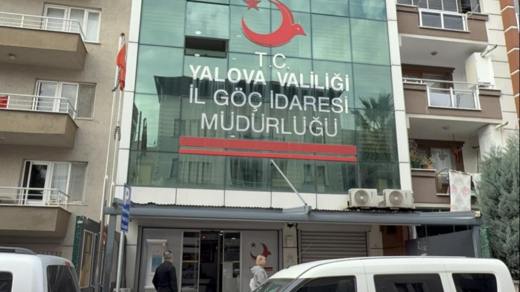 T.C.
YALOVA VALİLİĞİ
İL GÖÇ İDARESİ
MÜDÜRLÜĞÜ